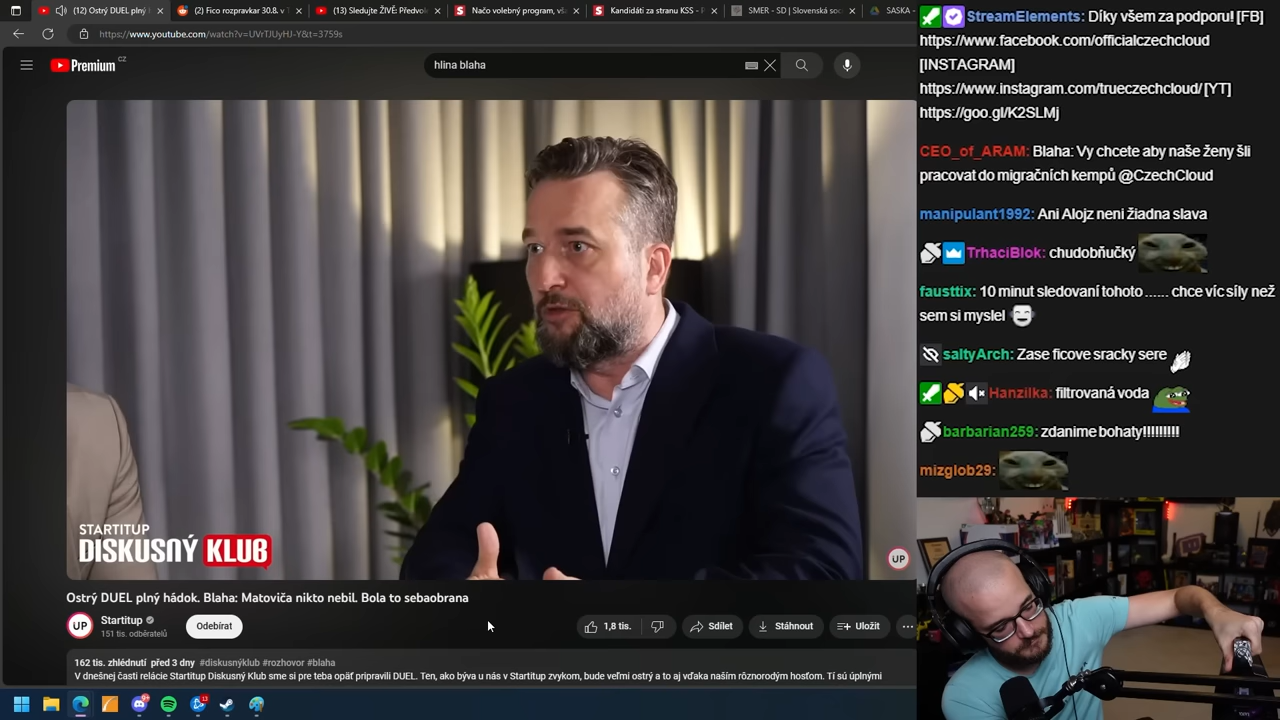 (12) Ostrý DUEL plný h
(2) Fico rozpravkar 30.8. v T
(13) Sledujte ŽIVĚ Předvol
Načo volebný program, vš
Kandidáti za stranu KSS - P
SMER - SD | Slovenská soc
SASKA -
https://www.youtube.com/watch?v=UVrTJUyHJ-Y&t=3759s
Premium CZ
hlina blaha
STARTITUP
DISKUSNÝ KLUB
UP
Ostrý DUEL plný hádok. Blaha: Matoviča nikto nebil. Bola to sebaobrana
UP
Startitup
151 tis. odběratelů
Odebírat
1,8 tis.
Sdílet
Stáhnout
Uložit
162 tis. zhlédnutí před 3 dny #diskusnýklub #rozhovor #blaha
V dnešnej časti relácie Startitup Diskusný Klub sme si pre teba opäť pripravili DUEL. Ten, ako býva u nás v Startitup zvykom, bude veľmi ostrý a to aj vďaka naším rôznorodým hosťom. Tí sú úplnými
StreamElements: Díky všem za podporu! [FB]
https://www.facebook.com/officialczechcloud
[INSTAGRAM]
https://www.instagram.com/trueczechcloud/ [YT]
https://goo.gl/K2SLMj
CEO_of_ARAM: Blaha: Vy chcete aby naše ženy šli
pracovat do migračních kempů @CzechCloud
manipulant1992: Ani Alojz neni žiadna slava
TrhaciBlok: chudobňučký
fausttix: 10 minut sledovaní tohoto ...... chce víc síly než
sem si myslel
saltyArch: Zase ficove sracky sere
Hanzilka: filtrovaná voda
barbarian259: zdanime bohaty!!!!!!!!!
mizglob29: